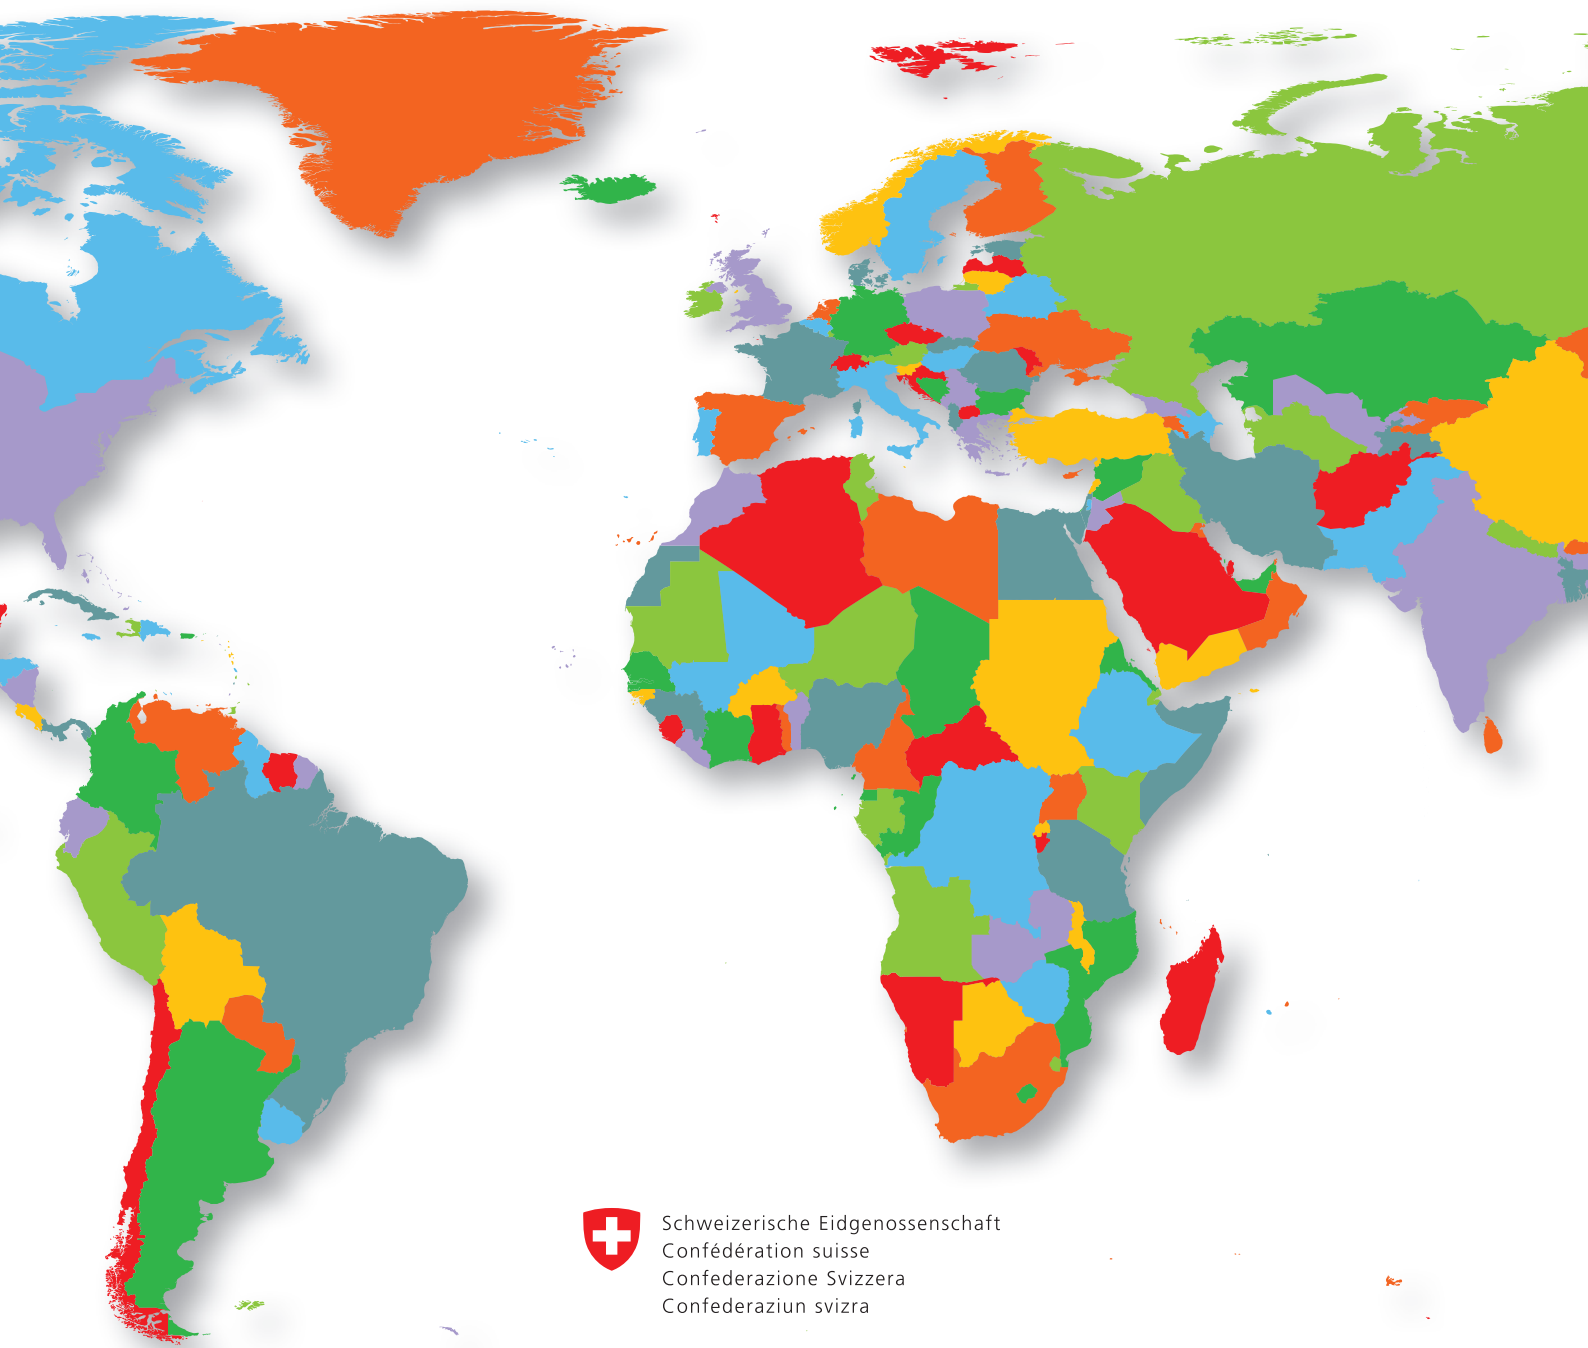 Schweizerische Eidgenossenschaft
Confédération suisse
Confederazione Svizzera
Confederaziun svizra